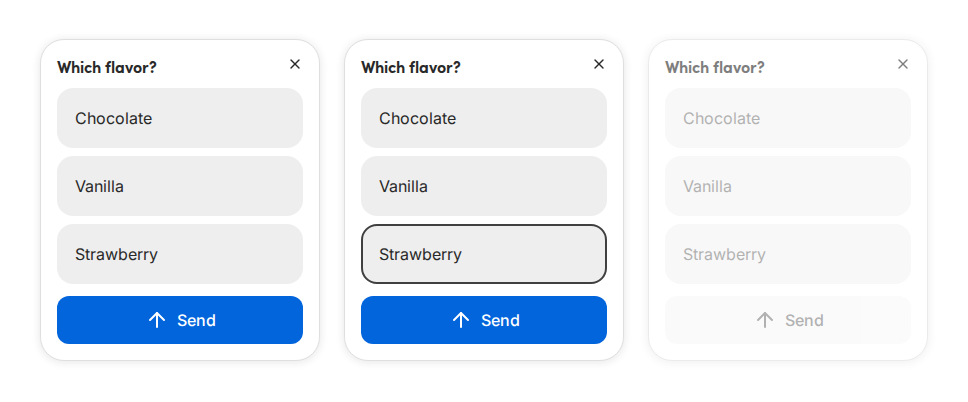 Which flavor?
Chocolate
Vanilla
Strawberry
Send
Which flavor?
Chocolate
Vanilla
Strawberry
Send
Which flavor?
Chocolate
Vanilla
Strawberry
Send